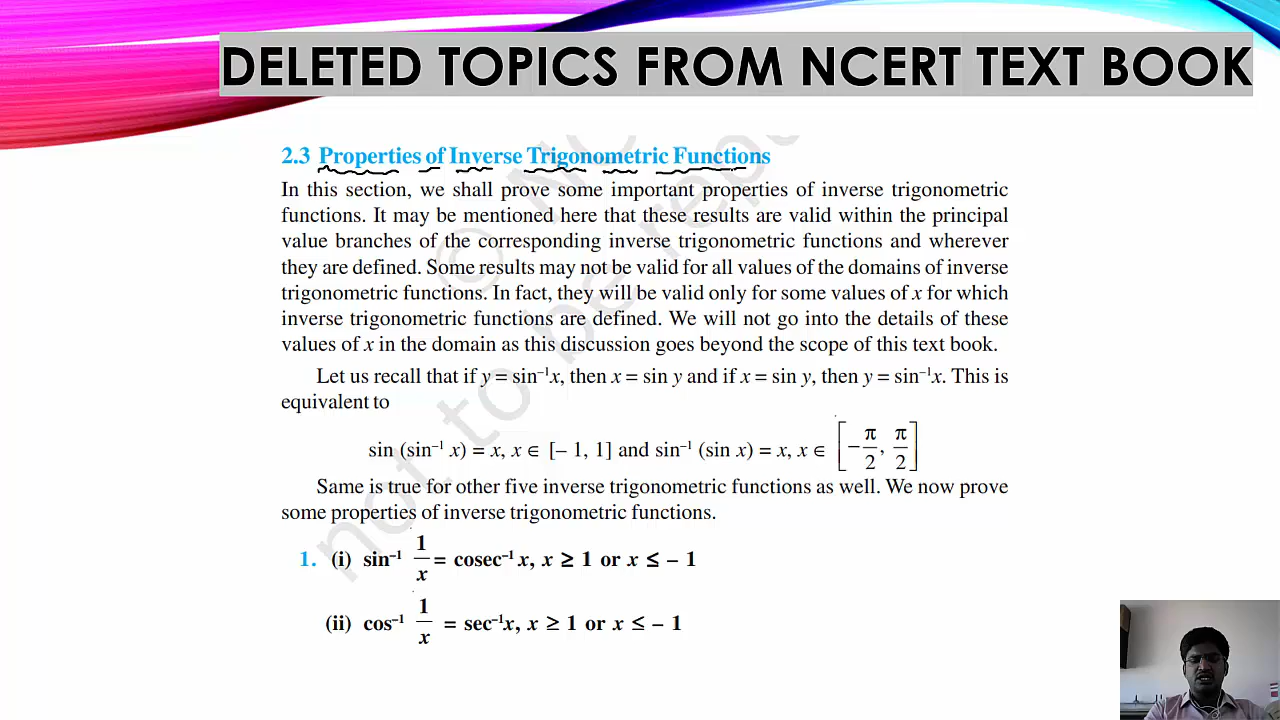 DELETED TOPICS FROM NCERT TEXT BOOK
2.3 Properties of Inverse Trigonometric Functions
In this section, we shall prove some important properties of inverse trigonometric
functions. It may be mentioned here that these results are valid within the principal
value branches of the corresponding inverse trigonometric functions and wherever
they are defined. Some results may not be valid for all values of the domains of inverse
trigonometric functions. In fact, they will be valid only for some values of x for which
inverse trigonometric functions are defined. We will not go into the details of these
values of x in the domain as this discussion goes beyond the scope of this text book.
Let us recall that if y = sin⁻¹x, then x = sin y and if x = sin y, then y = sin⁻¹x. This is
equivalent to
sin (sin⁻¹ x) = x, x ∈ [– 1, 1] and sin⁻¹ (sin x) = x, x ∈ [−π/2, π/2]
Same is true for other five inverse trigonometric functions as well. We now prove
some properties of inverse trigonometric functions.
1. (i) sin⁻¹ 1/x = cosec⁻¹ x, x ≥ 1 or x ≤ – 1
(ii) cos⁻¹ 1/x = sec⁻¹x, x ≥ 1 or x ≤ – 1
not to be